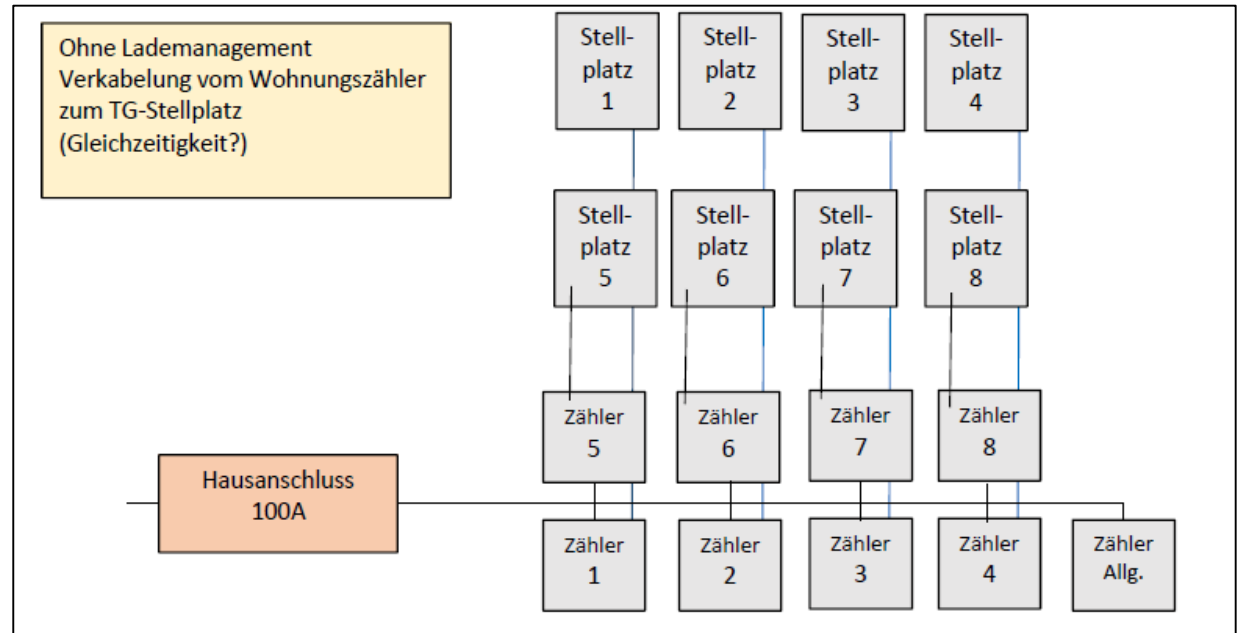 Ohne Lademanagement
Verkabelung vom Wohnungszähler
zum TG-Stellplatz
(Gleichzeitigkeit?)
Stell-
platz
1
Stell-
platz
2
Stell-
platz
3
Stell-
platz
4
Stell-
platz
5
Stell-
platz
6
Stell-
platz
7
Stell-
platz
8
Zähler
5
Zähler
6
Zähler
7
Zähler
8
Hausanschluss
100A
Zähler
1
Zähler
2
Zähler
3
Zähler
4
Zähler
Allg.